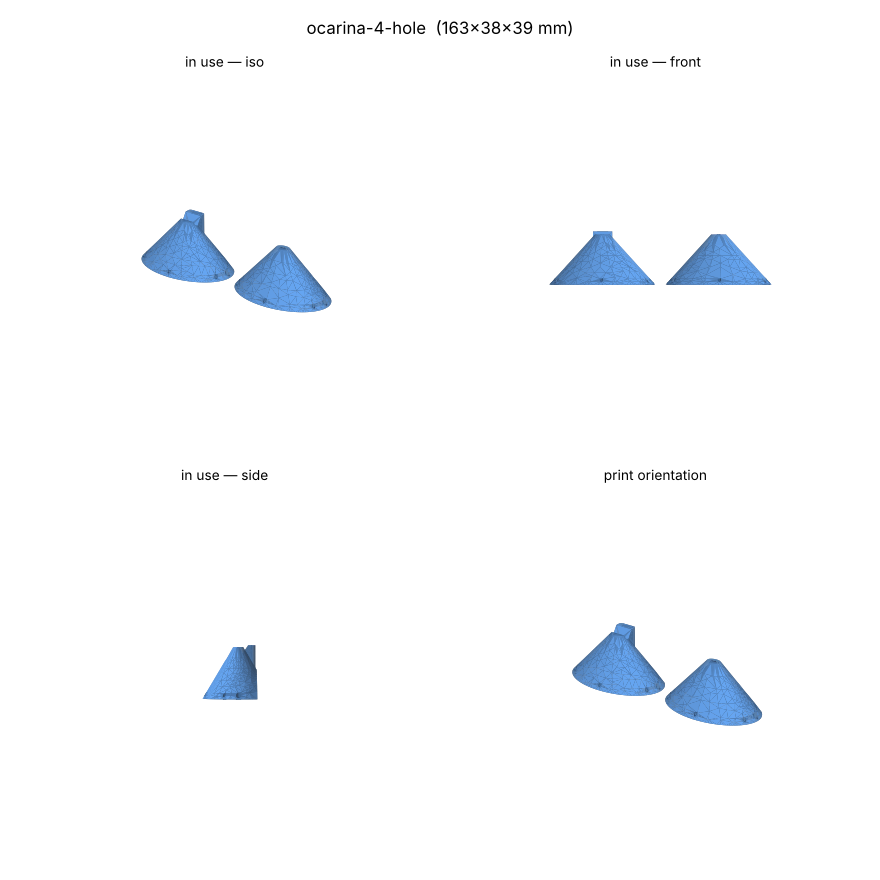 ocarina-4-hole (163×38×39 mm)
in use — iso
in use — front
in use — side
print orientation